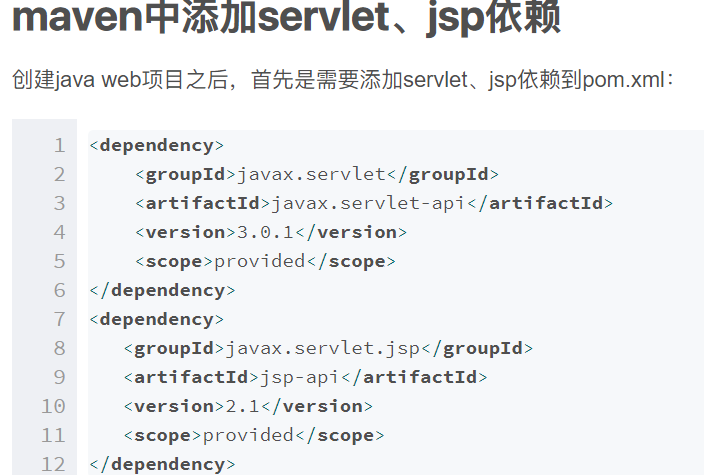 maven中添加servlet、jsp依赖
创建java web项目之后，首先是需要添加servlet、jsp依赖到pom.xml：
1 <dependency>
2     <groupId>javax.servlet</groupId>
3     <artifactId>javax.servlet-api</artifactId>
4     <version>3.0.1</version>
5     <scope>provided</scope>
6 </dependency>
7 <dependency>
8    <groupId>javax.servlet.jsp</groupId>
9    <artifactId>jsp-api</artifactId>
10    <version>2.1</version>
11    <scope>provided</scope>
12 </dependency>